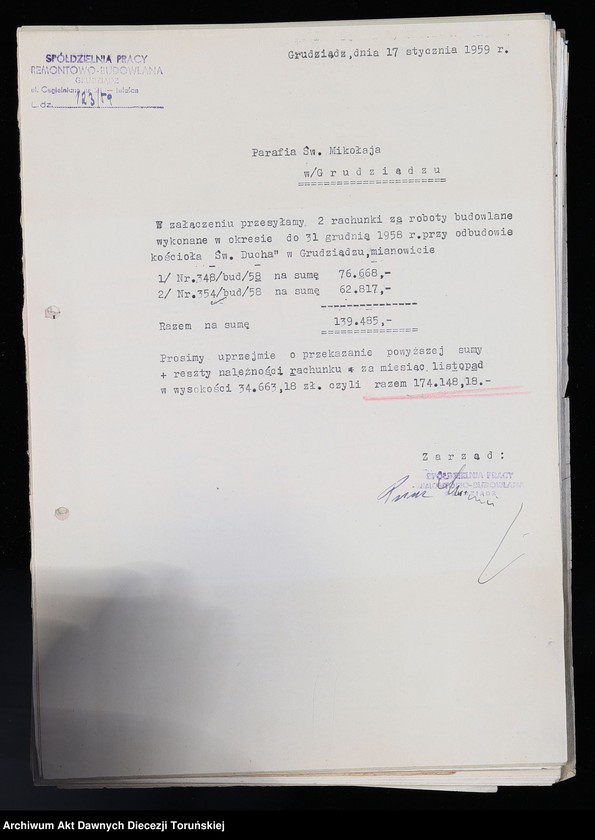 SPÓŁDZIELNIA PRACY
REMONTOWO-BUDOWLANA
GRUDZIĄDZ
L. dz. 123/59
Grudziądz,dnia 17 stycznia 1959 r.
Parafia Św. Mikołaja
w/G r u d z i ą d z u
W załączeniu przesyłamy 2 rachunki za roboty budowlane
wykonane w okresie do 31 grudnia 1958 r.przy odbudowie
kościoła Św. Ducha" w Grudziądzu,mianowicie
1/ Nr.348/bud/58 na sumę 76.668,-
2/ Nr.354/bud/58 na sumę 62.817,-
Razem na sumę 139.485,-
Prosimy uprzejmie o przekazanie powyższej sumy
+ reszty należności rachunku za miesiąc listopad
w wysokości 34.663,18 zł. czyli razem 174.148,18.-
Z a r z ą d :
SPÓŁDZIELNIA PRACY
REMONTOWO-BUDOWLANA
Archiwum Akt Dawnych Diecezji Toruńskiej